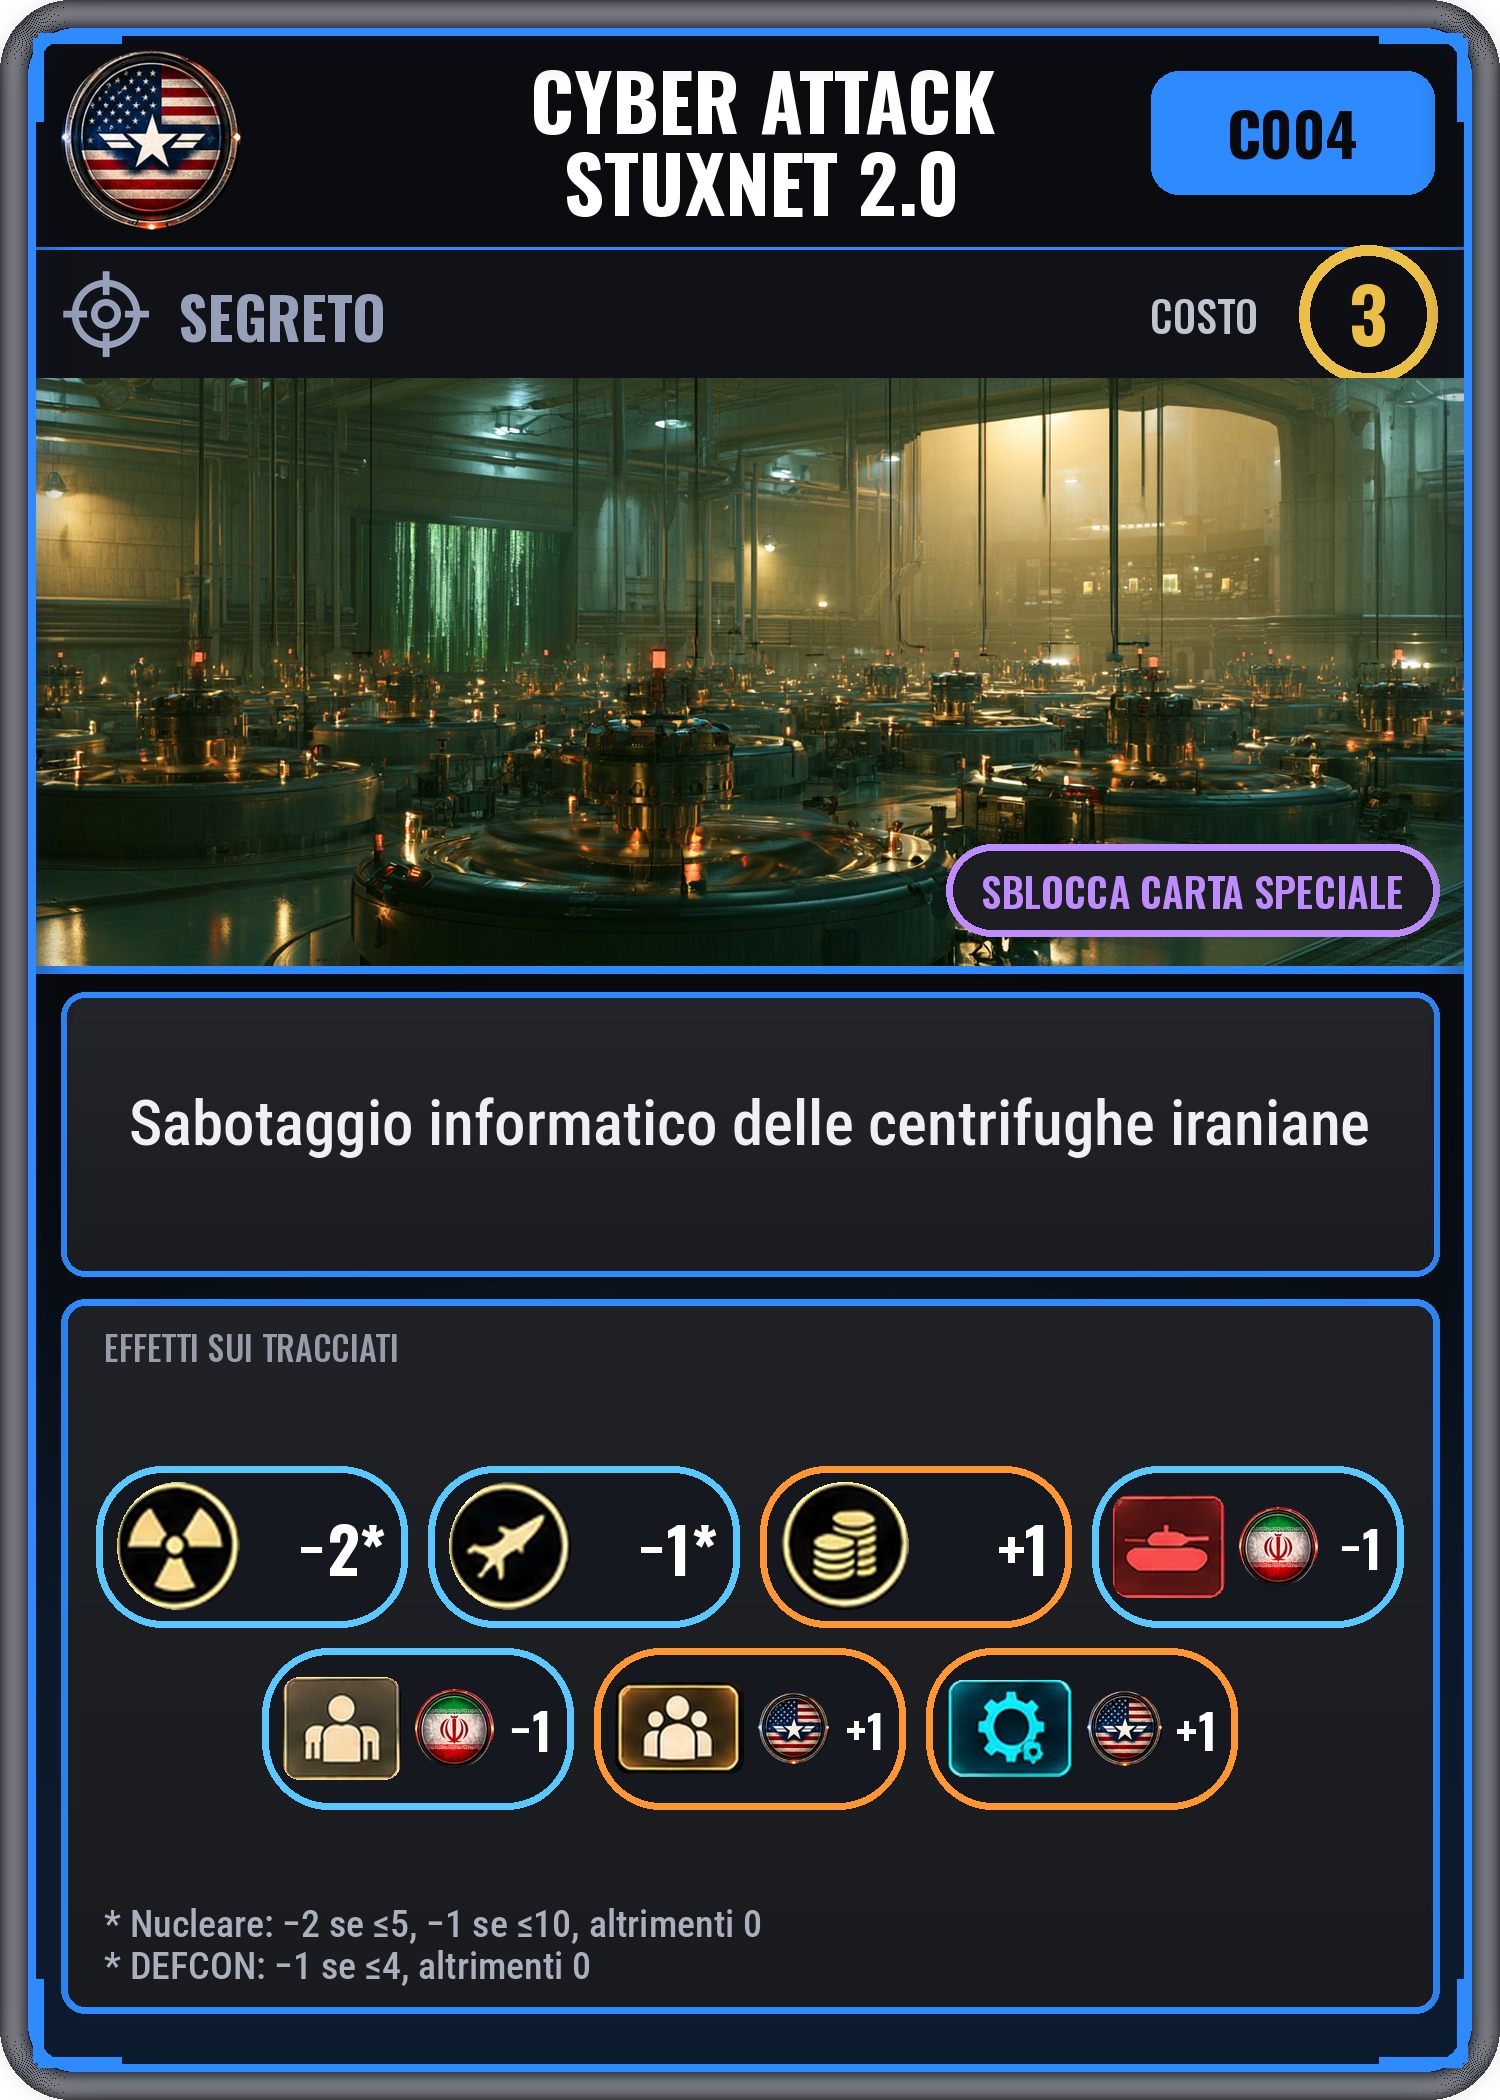 CYBER ATTACK
STUXNET 2.0
C004
SEGRETO
COSTO
3
SBLOCCA CARTA SPECIALE
Sabotaggio informatico delle centrifughe iraniane
EFFETTI SUI TRACCIATI
−2*
−1*
+1
−1
−1
+1
+1
* Nucleare: −2 se ≤5, −1 se ≤10, altrimenti 0
* DEFCON: −1 se ≤4, altrimenti 0